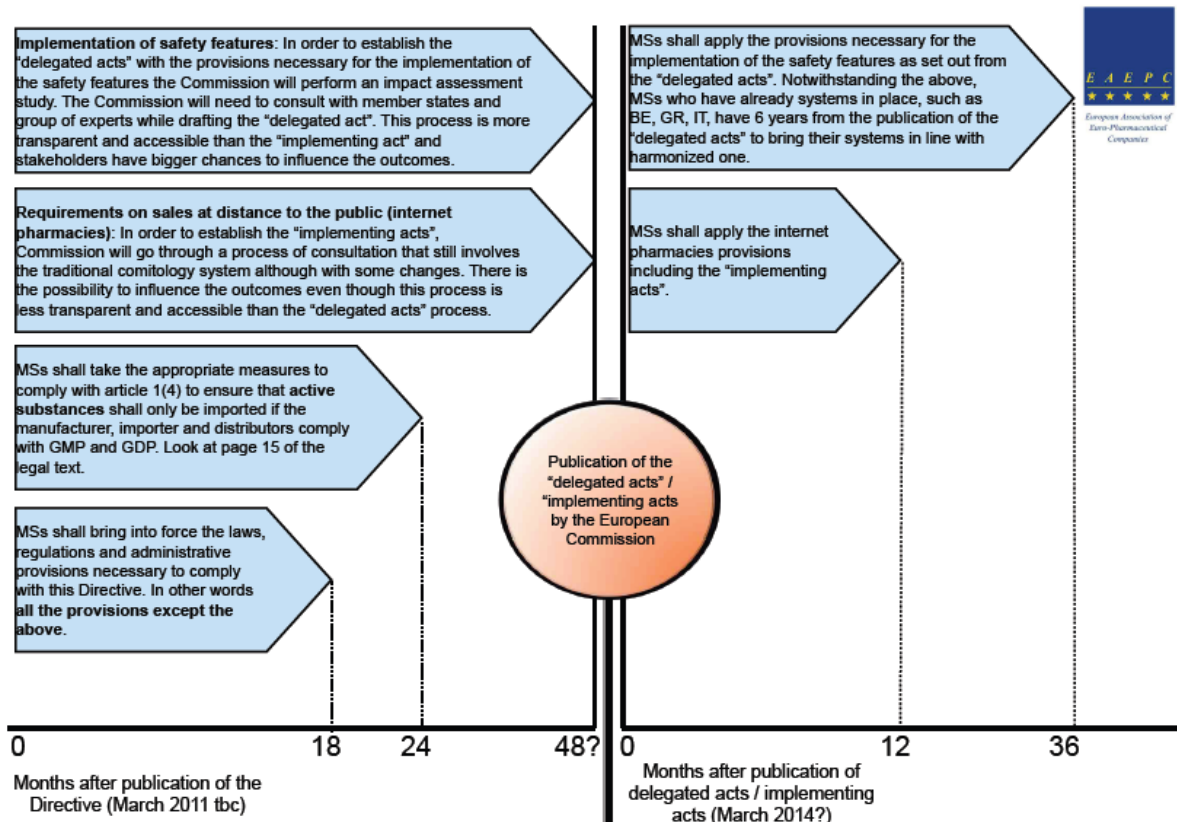 Implementation of safety features: In order to establish the
"delegated acts" with the provisions necessary for the implementation of
the safety features the Commission will perform an impact assessment
study. The Commission will need to consult with member states and
group of experts while drafting the “delegated act”. This process is more
transparent and accessible than the “implementing act" and
stakeholders have bigger chances to influence the outcomes.
Requirements on sales at distance to the public (internet
pharmacies): In order to establish the “implementing acts”,
Commission will go through a process of consultation that still involves
the traditional comitology system although with some changes. There is
the possibility to influence the outcomes even though this process is
less transparent and accessible than the “delegated acts” process.
MSs shall take the appropriate measures to
comply with article 1(4) to ensure that active
substances shall only be imported if the
manufacturer, importer and distributors comply
with GMP and GDP. Look at page 15 of the
legal text.
MSs shall bring into force the laws,
regulations and administrative
provisions necessary to comply
with this Directive. In other words
all the provisions except the
above.
Publication of the
“delegated acts” /
“implementing acts
by the European
Commission
MSs shall apply the provisions necessary for the
implementation of the safety features as set out from
the “delegated acts”. Notwithstanding the above,
MSs who have already systems in place, such as
BE, GR, IT, have 6 years from the publication of the
“delegated acts” to bring their systems in line with
harmonized one.
MSs shall apply the internet
pharmacies provisions
including the “implementing
acts”.
E A E P C
European Association of
Euro-Pharmaceutical
Companies
0 18 24 48? 0 12 36
Months after publication of the
Directive (March 2011 tbc)
Months after publication of
delegated acts / implementing
acts (March 2014?)